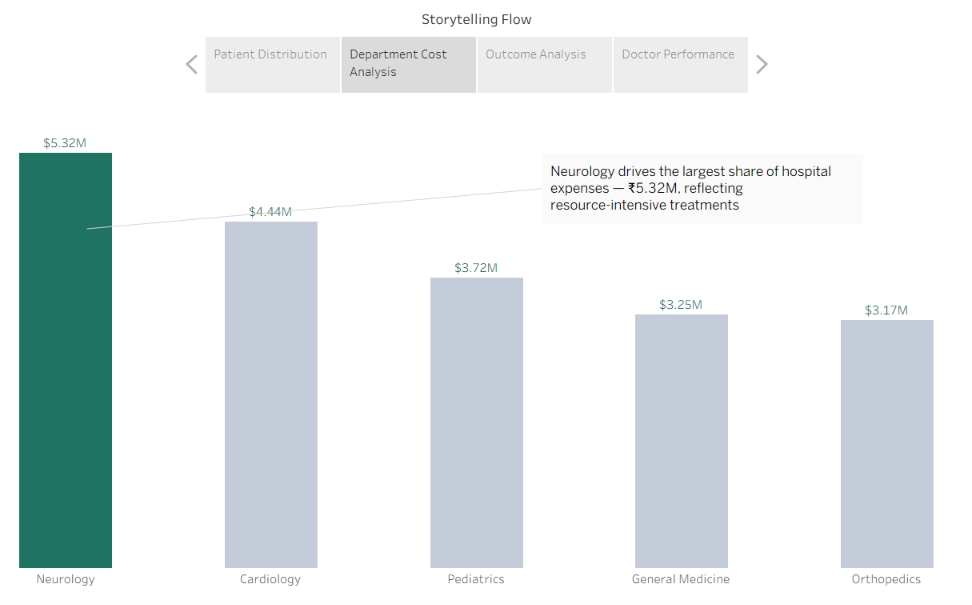 Storytelling Flow
Patient Distribution
Department Cost
Analysis
Outcome Analysis
Doctor Performance
$5.32M
Neurology drives the largest share of hospital
expenses — ₹5.32M, reflecting
resource-intensive treatments
$4.44M
$3.72M
$3.25M
$3.17M
Neurology
Cardiology
Pediatrics
General Medicine
Orthopedics